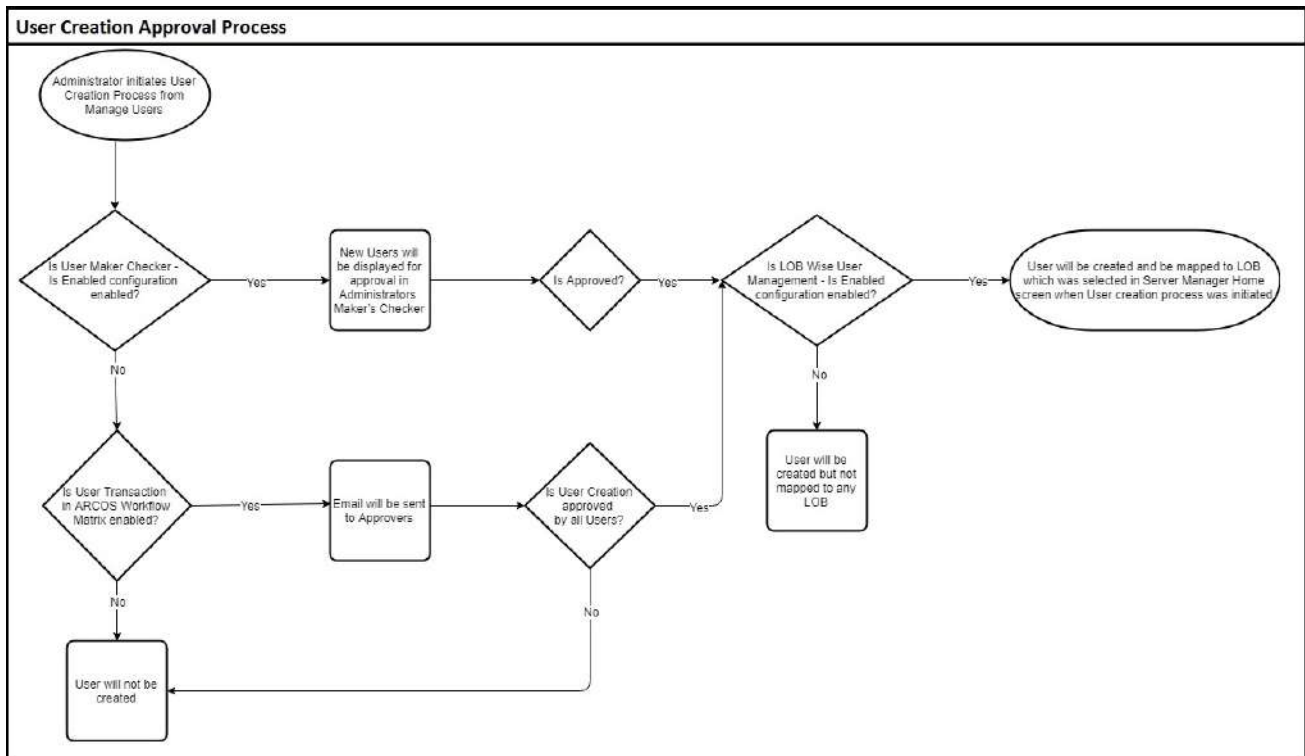 User Creation Approval Process
Administrator initiates User
Creation Process from
Manage Users
Is User Maker Checker -
Is Enabled configuration
enabled?
Yes
New Users will
be displayed for
approval in
Administrators
Maker's Checker
Is Approved?
Yes
Is LOB Wise User
Management - Is Enabled
configuration enabled?
Yes
User will be created and be mapped to LOB
which was selected in Server Manager Home
screen when User creation process was initiated
No
No
User will be
created but not
mapped to any
LOB
Is User Transaction
in ARCOS Workflow
Matrix enabled?
Yes
Email will be sent
to Approvers
Is User Creation
approved
by all Users?
Yes
No
No
User will not be
created